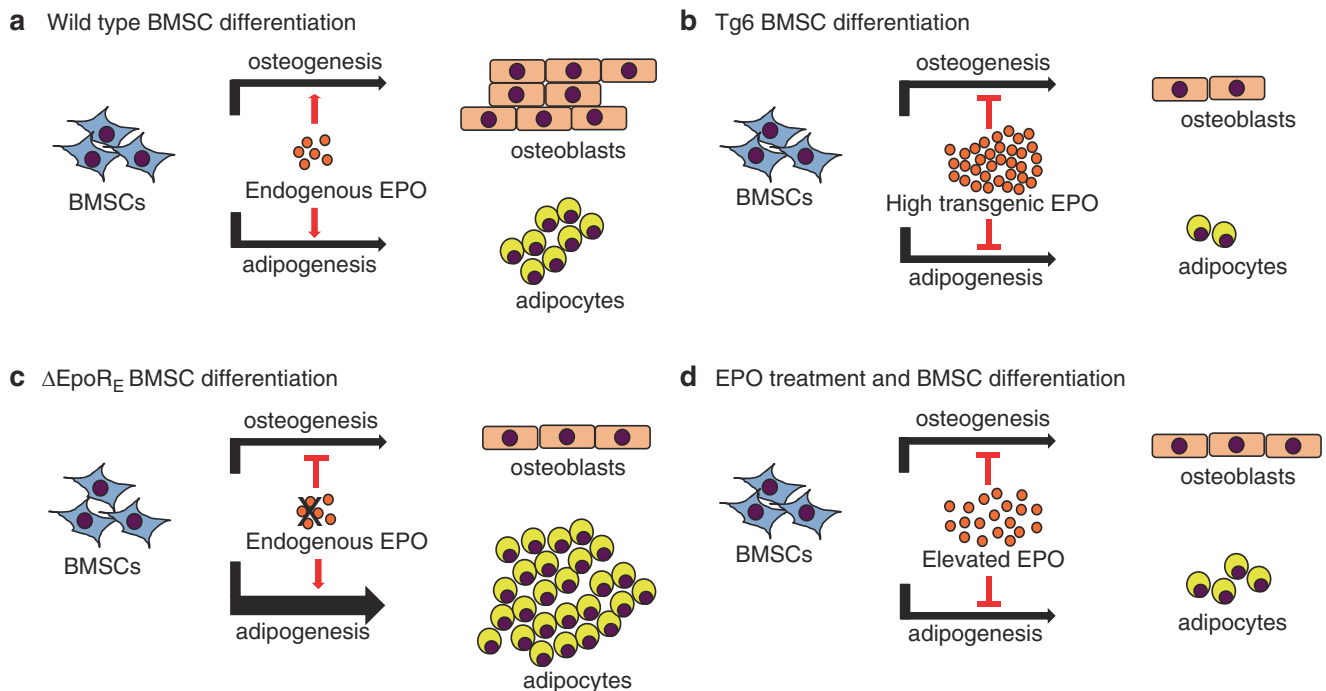 a Wild type BMSC differentiation
osteogenesis
BMSCs
Endogenous EPO
adipogenesis
osteoblasts
adipocytes
b Tg6 BMSC differentiation
osteogenesis
BMSCs
High transgenic EPO
adipogenesis
osteoblasts
adipocytes
c ΔEpoR_E BMSC differentiation
osteogenesis
BMSCs
X
Endogenous EPO
adipogenesis
osteoblasts
adipocytes
d EPO treatment and BMSC differentiation
osteogenesis
BMSCs
Elevated EPO
adipogenesis
osteoblasts
adipocytes